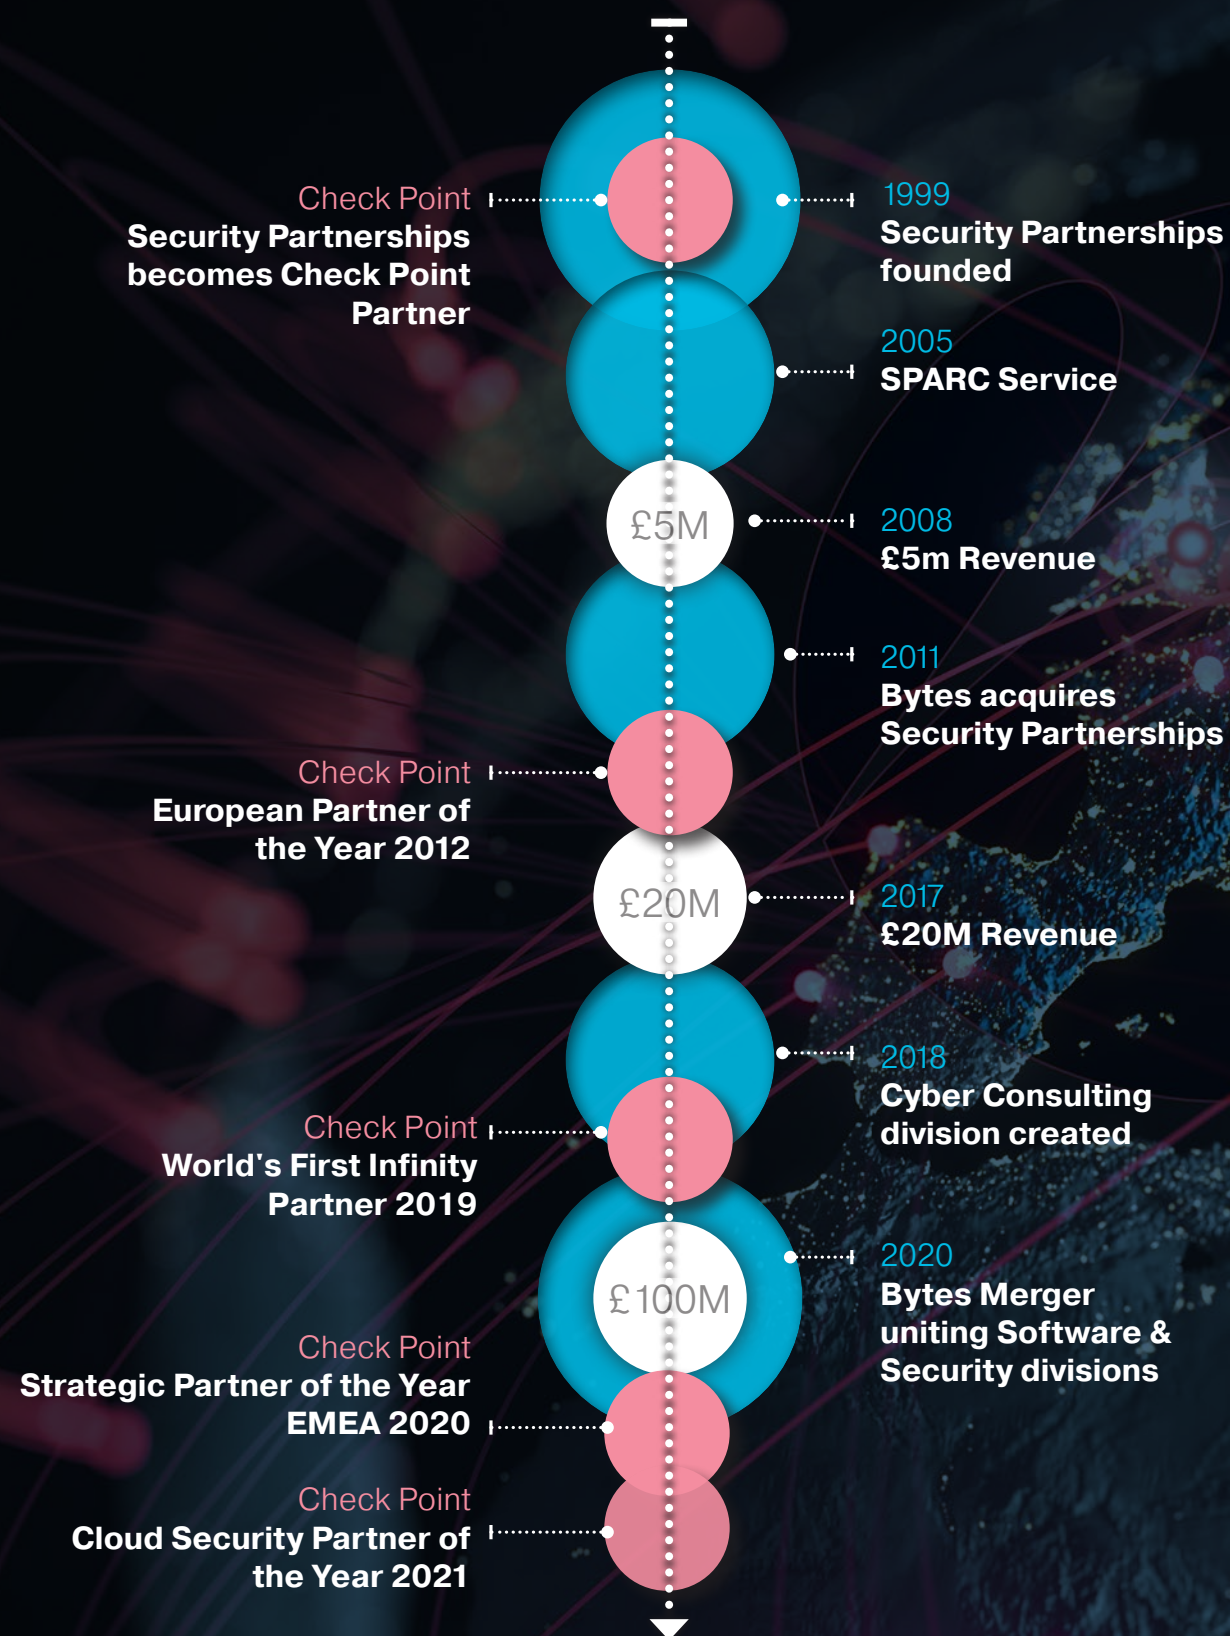 Check Point
Security Partnerships
becomes Check Point
Partner
1999
Security Partnerships
founded
2005
SPARC Service
£5M
2008
£5m Revenue
2011
Bytes acquires
Security Partnerships
Check Point
European Partner of
the Year 2012
£20M
2017
£20M Revenue
2018
Cyber Consulting
division created
Check Point
World's First Infinity
Partner 2019
£100M
2020
Bytes Merger
uniting Software &
Security divisions
Check Point
Strategic Partner of the Year
EMEA 2020
Check Point
Cloud Security Partner of
the Year 2021